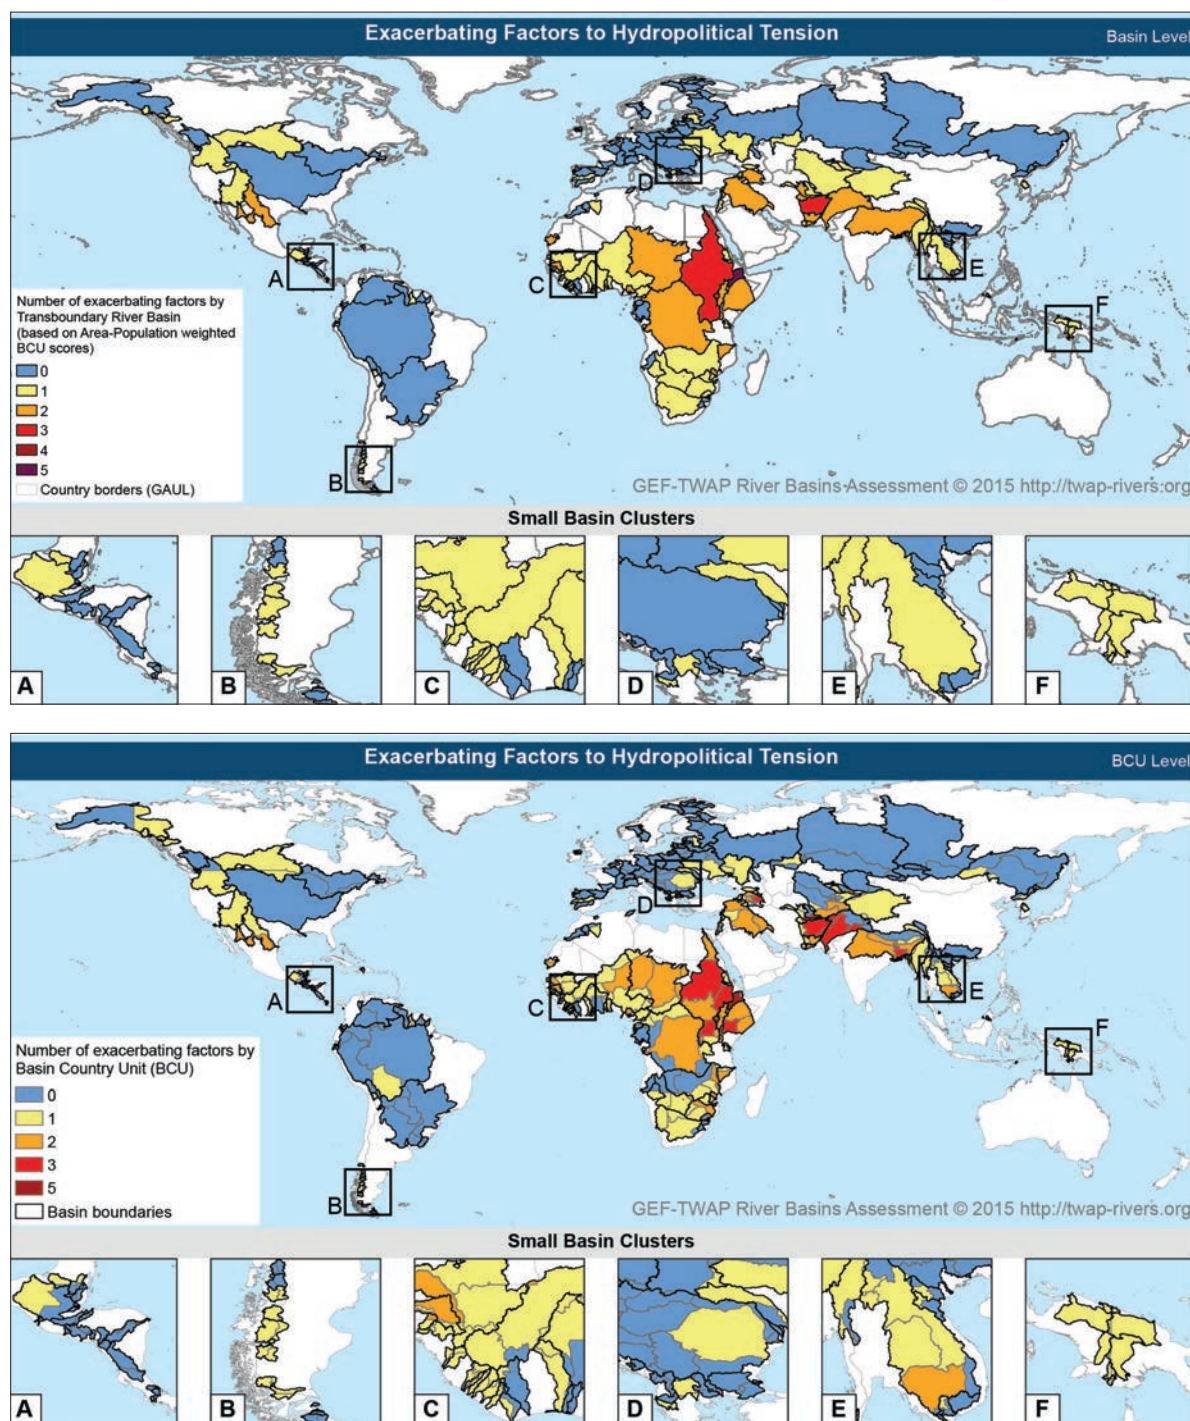 Exacerbating Factors to Hydropolitical Tension
Basin Level
A
B
C
D
E
F
Number of exacerbating factors by
Transboundary River Basin
(based on Area-Population weighted
BCU scores)
0
1
2
3
4
5
Country borders (GAUL)
GEF-TWAP River Basins Assessment © 2015 http://twap-rivers.org
Small Basin Clusters
A
B
C
D
E
F
Exacerbating Factors to Hydropolitical Tension
BCU Level
A
B
C
D
E
F
Number of exacerbating factors by
Basin Country Unit (BCU)
0
1
2
3
5
Basin boundaries
GEF-TWAP River Basins Assessment © 2015 http://twap-rivers.org
Small Basin Clusters
A
B
C
D
E
F